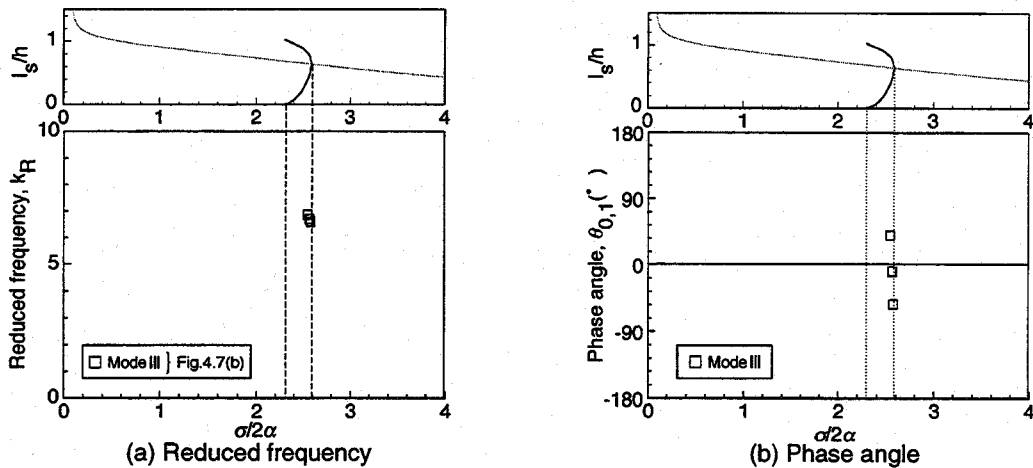 l_s/h
1
0
0 1 2 3 4
Reduced frequency, k_R
10
5
0
□ Mode III } Fig.4.7(b)
0 1 2 3 4
σ/2α
(a) Reduced frequency
l_s/h
1
0
0 1 2 3 4
Phase angle, θ_0,1(°)
180
90
0
-90
-180
□ Mode III
0 1 2 3 4
σ/2α
(b) Phase angle